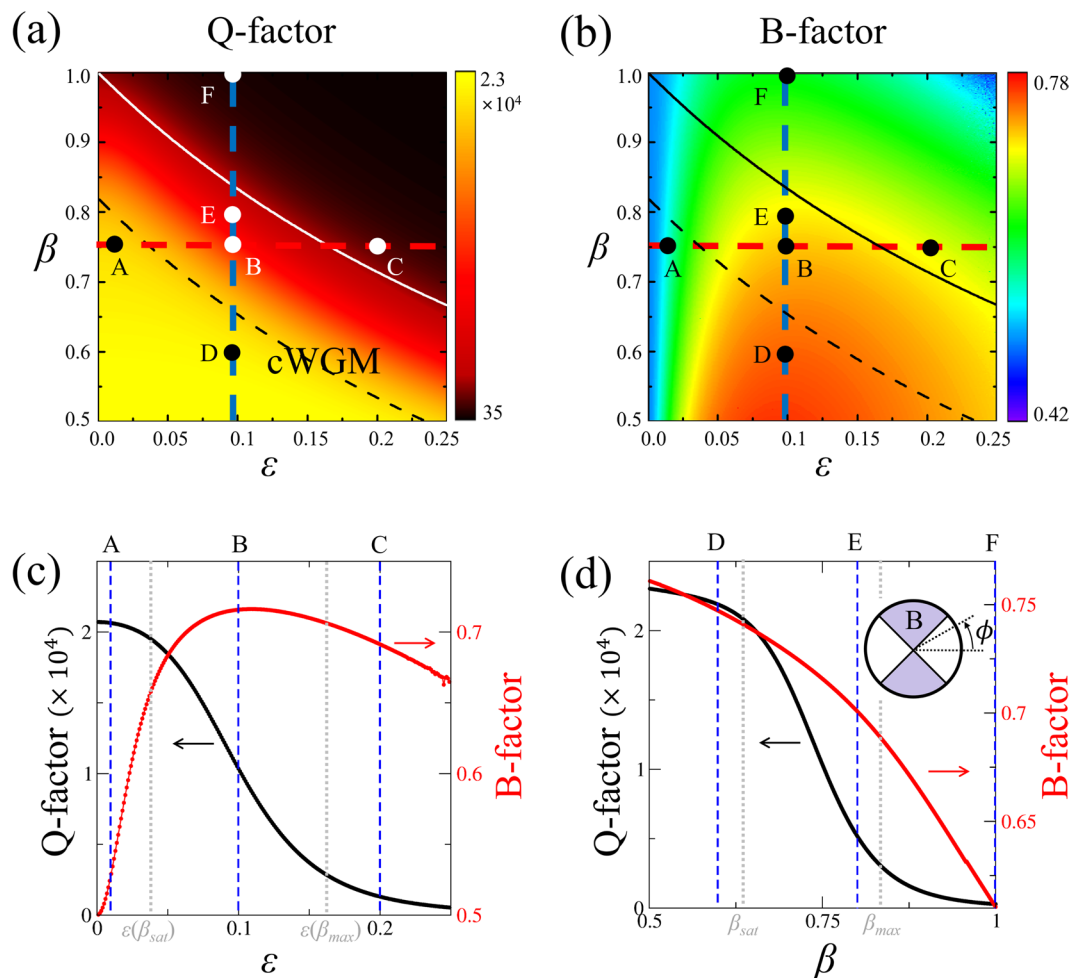 (a)
Q-factor
(b)
B-factor
1.0
0.9
0.8
0.7
0.6
0.5
β
0.0
0.05
0.1
0.15
0.2
0.25
ε
F
E
A
B
C
D
cWGM
2.3
×10⁴
35
1.0
0.9
0.8
0.7
0.6
0.5
β
0.0
0.05
0.1
0.15
0.2
0.25
ε
F
E
A
B
C
D
0.78
0.42
(c)
A
B
C
Q-factor (× 10⁴)
2
1
0
0
0.1
0.2
ε(β_sat)
ε(β_max)
ε
0.7
0.6
0.5
B-factor
(d)
D
E
F
Q-factor (× 10⁴)
2
1
0
0.5
0.75
1
β_sat
β_max
β
B
ϕ
0.75
0.7
0.65
B-factor